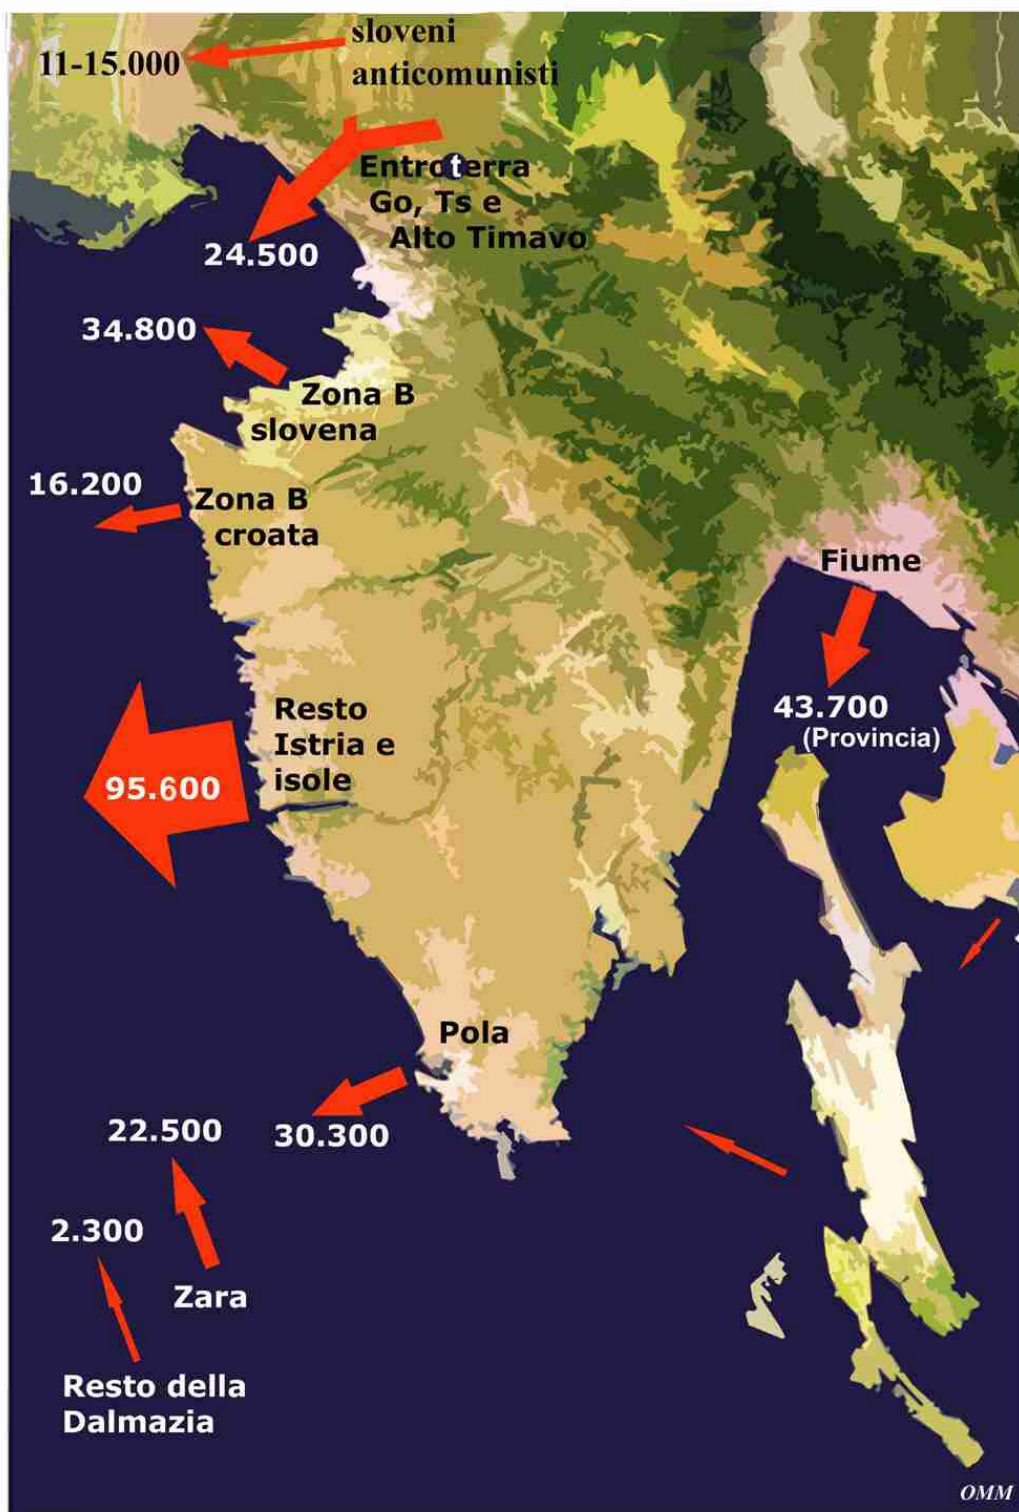 sloveni
anticomunisti
11-15.000
Entroterra
Go, Ts e
Alto Timavo
24.500
34.800
Zona B
slovena
16.200
Zona B
croata
Fiume
43.700
(Provincia)
Resto
Istria e
isole
95.600
Pola
30.300
22.500
2.300
Zara
Resto della
Dalmazia
OMM